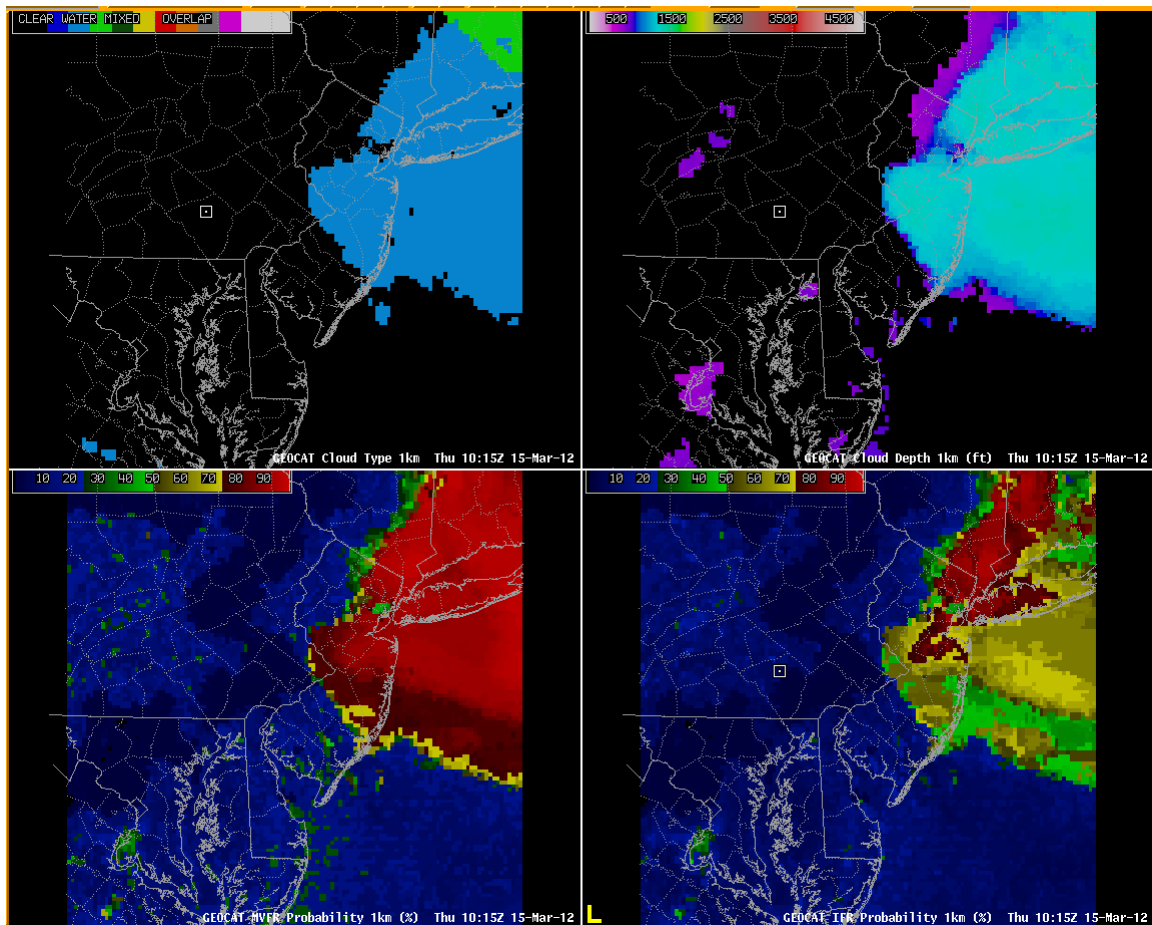 CLEAR WATER MIXED OVERLAP
500 1500 2500 3500 4500
GEOCAT Cloud Type 1km Thu 10:15Z 15-Mar-12
GEOCAT Cloud Depth 1km (ft) Thu 10:15Z 15-Mar-12
10 20 30 40 50 60 70 80 90
10 20 30 40 50 60 70 80 90
GEOCAT MVFR Probability 1km (%) Thu 10:15Z 15-Mar-12
L
GEOCAT IFR Probability 1km (%) Thu 10:15Z 15-Mar-12